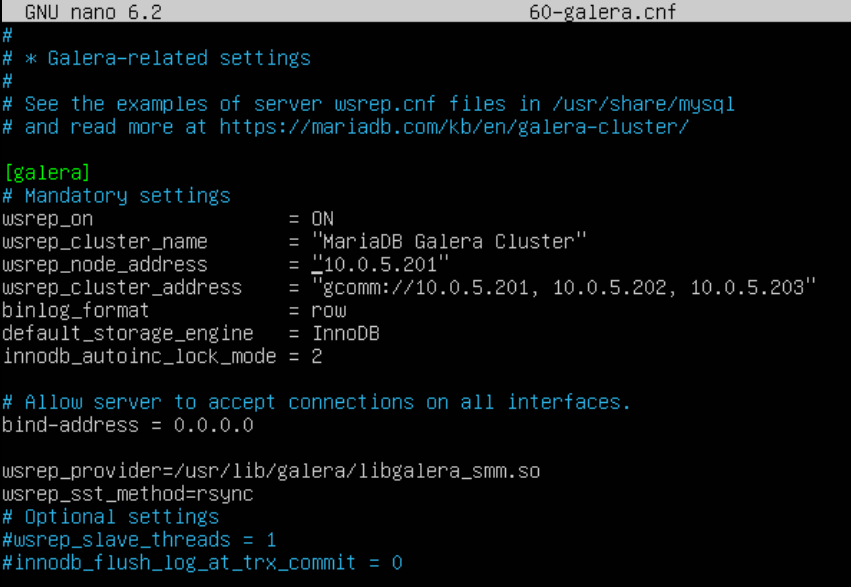 GNU nano 6.2 60-galera.cnf
#
# * Galera-related settings
#
# See the examples of server wsrep.cnf files in /usr/share/mysql
# and read more at https://mariadb.com/kb/en/galera-cluster/
[galera]
# Mandatory settings
wsrep_on = ON
wsrep_cluster_name = "MariaDB Galera Cluster"
wsrep_node_address = "10.0.5.201"
wsrep_cluster_address = "gcomm://10.0.5.201, 10.0.5.202, 10.0.5.203"
binlog_format = row
default_storage_engine = InnoDB
innodb_autoinc_lock_mode = 2
# Allow server to accept connections on all interfaces.
bind-address = 0.0.0.0
wsrep_provider=/usr/lib/galera/libgalera_smm.so
wsrep_sst_method=rsync
# Optional settings
#wsrep_slave_threads = 1
#innodb_flush_log_at_trx_commit = 0